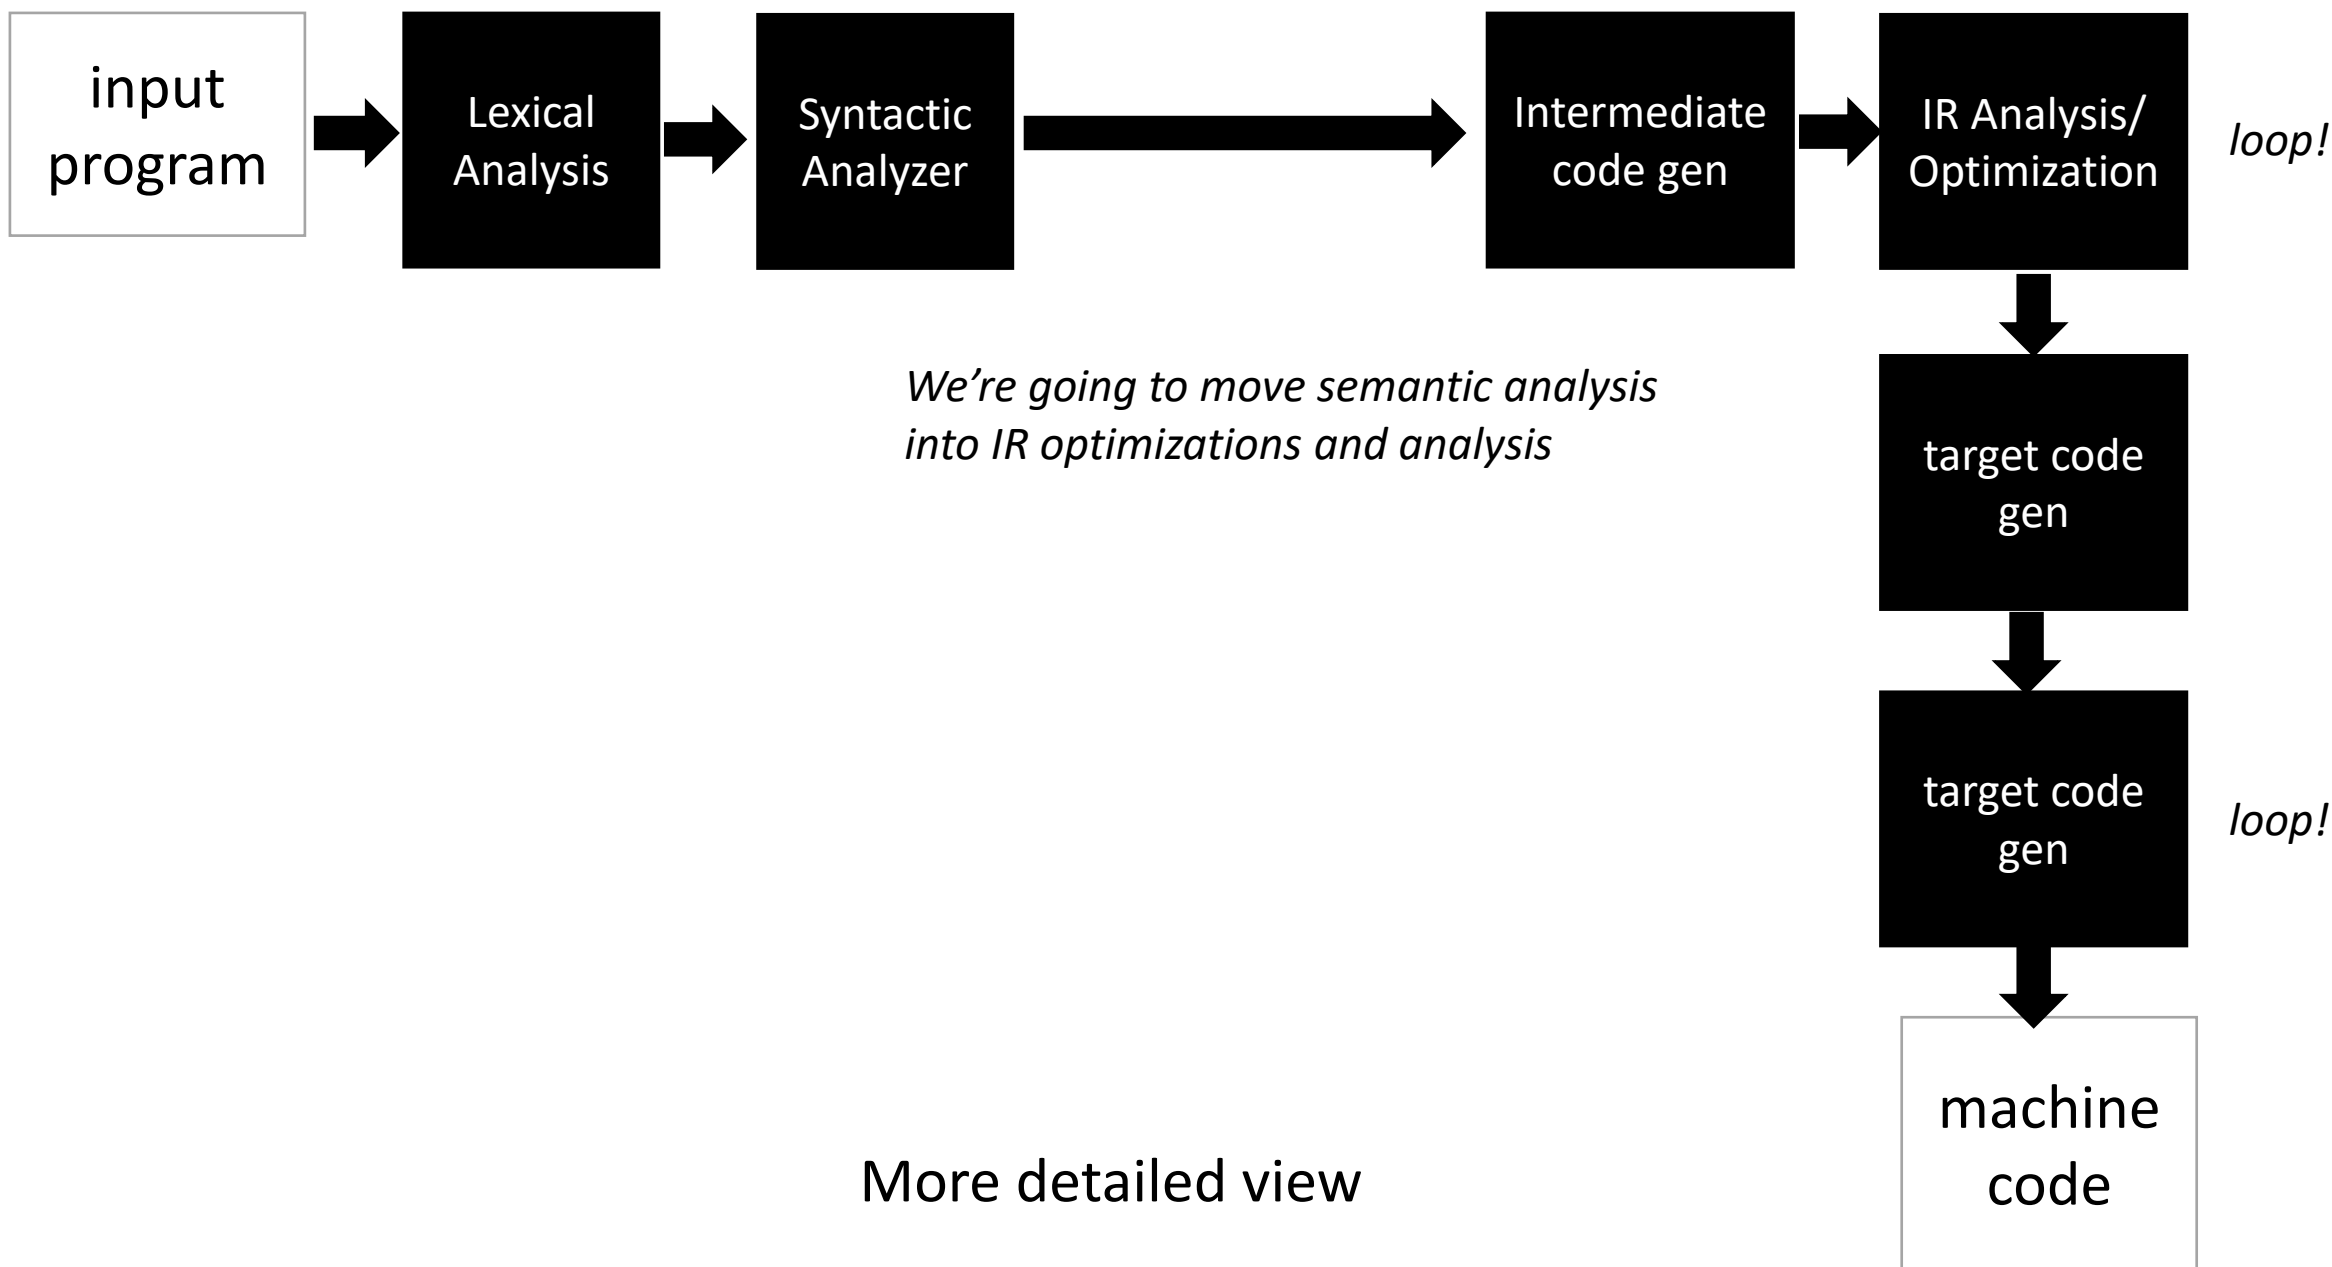 input
program
Lexical
Analysis
Syntactic
Analyzer
Intermediate
code gen
IR Analysis/
Optimization
loop!
We’re going to move semantic analysis
into IR optimizations and analysis
target code
gen
target code
gen
loop!
machine
code
More detailed view